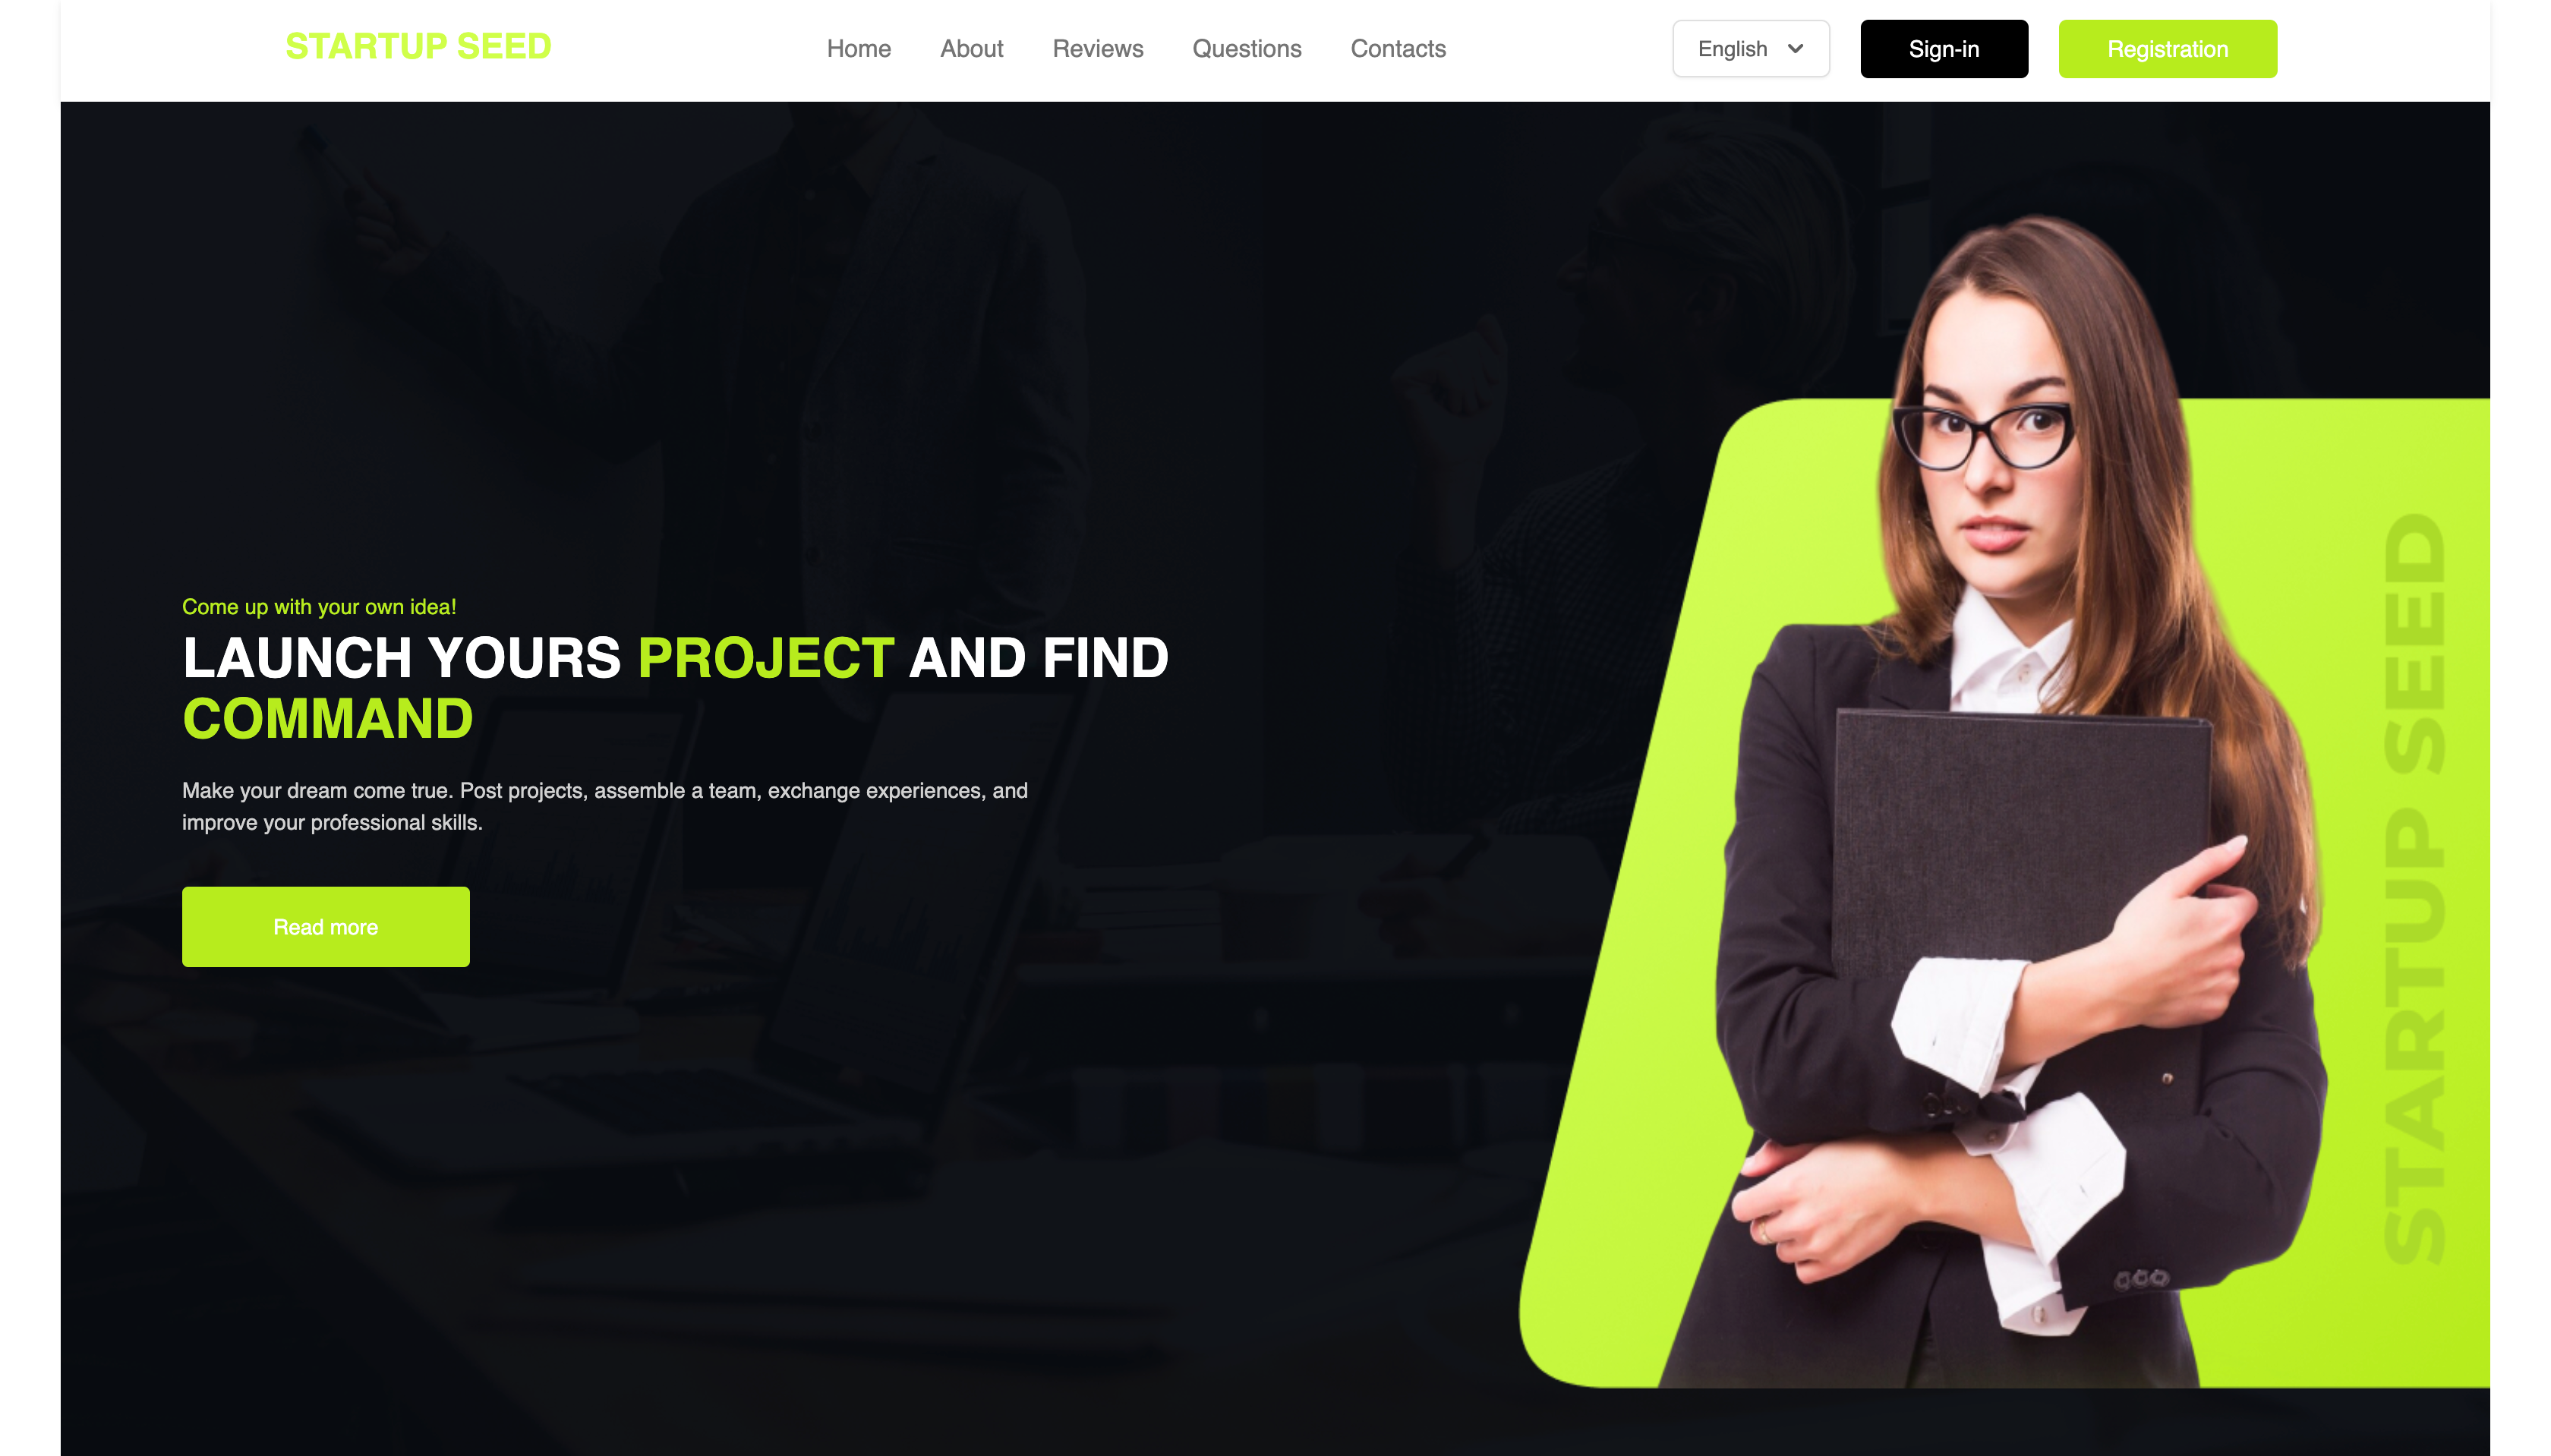 STARTUP SEED
Home About Reviews Questions Contacts
English Sign-in Registration
Come up with your own idea!
LAUNCH YOURS PROJECT AND FIND
COMMAND
Make your dream come true. Post projects, assemble a team, exchange experiences, and
improve your professional skills.
Read more
STARTUP SEED